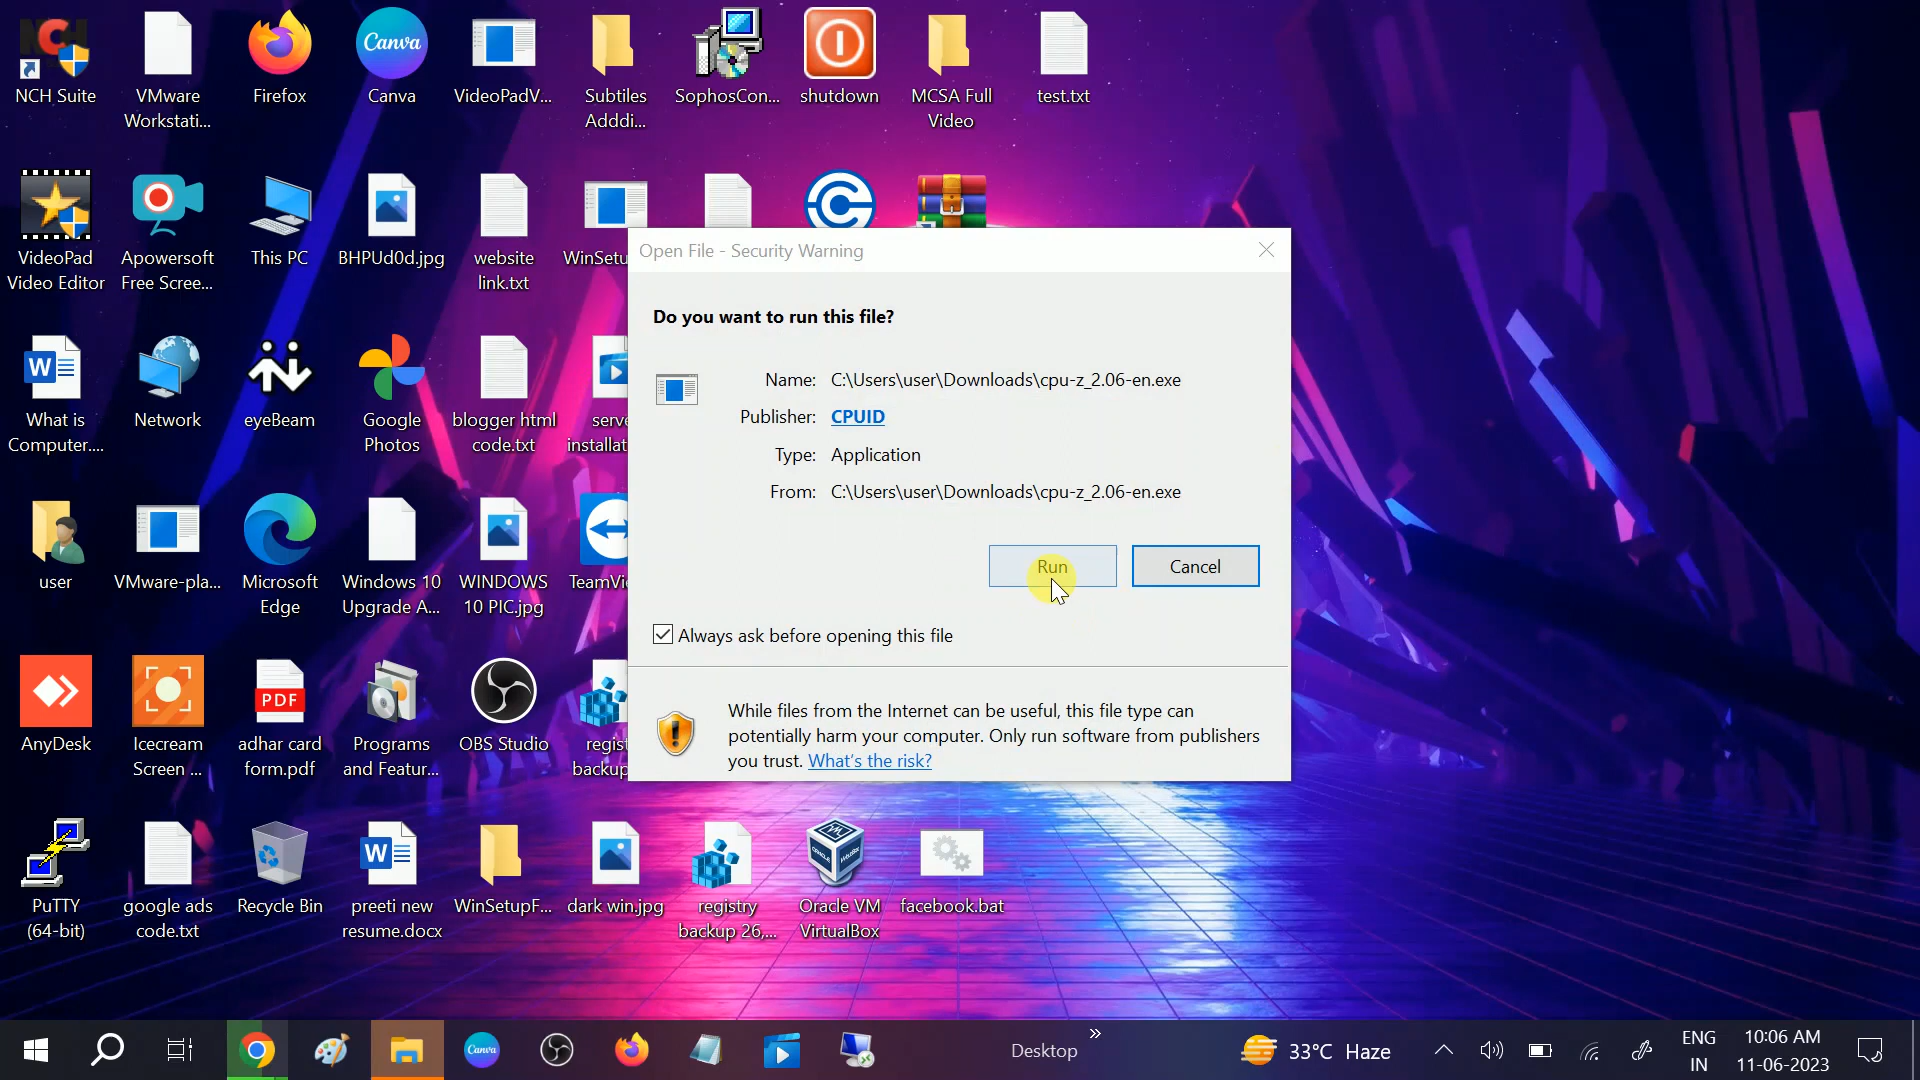 NCH Suite
VMware
Workstati...
Firefox
Canva
Canva
VideoPadV...
Subtiles
Adddi...
SophosCon...
shutdown
MCSA Full
Video
test.txt
VideoPad
Video Editor
Apowersoft
Free Scree...
This PC
BHPUd0d.jpg
website
link.txt
WinSetu
Open File - Security Warning
Do you want to run this file?
Name: C:\Users\user\Downloads\cpu-z_2.06-en.exe
Publisher: CPUID
Type: Application
From: C:\Users\user\Downloads\cpu-z_2.06-en.exe
Run
Cancel
Always ask before opening this file
While files from the Internet can be useful, this file type can
potentially harm your computer. Only run software from publishers
you trust. What's the risk?
What is
Computer....
Network
eyeBeam
Google
Photos
blogger html
code.txt
serve
installat
user
VMware-pla...
Microsoft
Edge
Windows 10
Upgrade A...
WINDOWS
10 PIC.jpg
TeamVie
AnyDesk
Icecream
Screen ...
PDF
adhar card
form.pdf
Programs
and Featur...
OBS Studio
regist
backup
PuTTY
(64-bit)
google ads
code.txt
Recycle Bin
preeti new
resume.docx
WinSetupF...
dark win.jpg
registry
backup 26,...
Oracle VM
VirtualBox
facebook.bat
Canva
Desktop
33°C Haze
ENG
IN
10:06 AM
11-06-2023